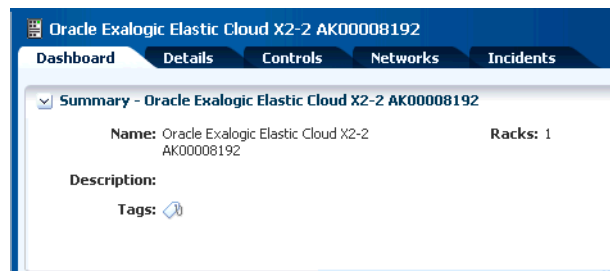 Oracle Exalogic Elastic Cloud X2-2 AK00008192
Dashboard Details Controls Networks Incidents
Summary - Oracle Exalogic Elastic Cloud X2-2 AK00008192
Name: Oracle Exalogic Elastic Cloud X2-2 Racks: 1
AK00008192
Description:
Tags: